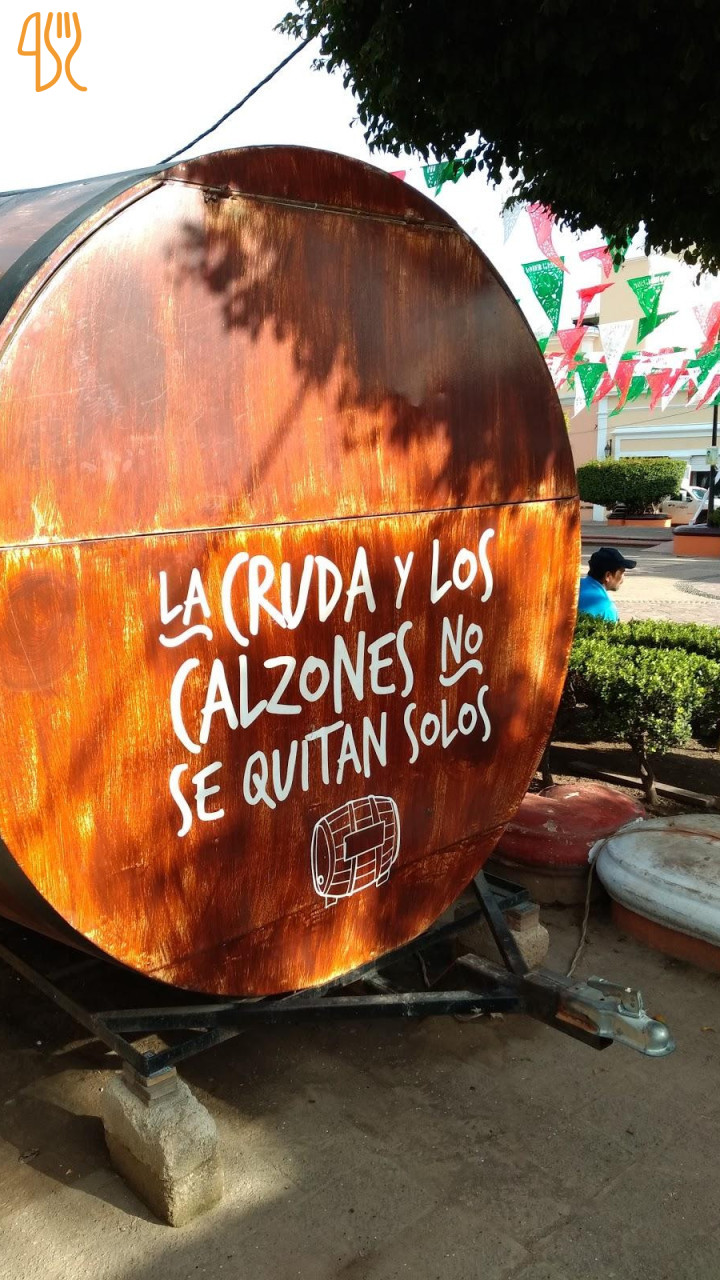 LA CRUDA Y LOS
CALZONES NO
SE QUITAN SOLOS